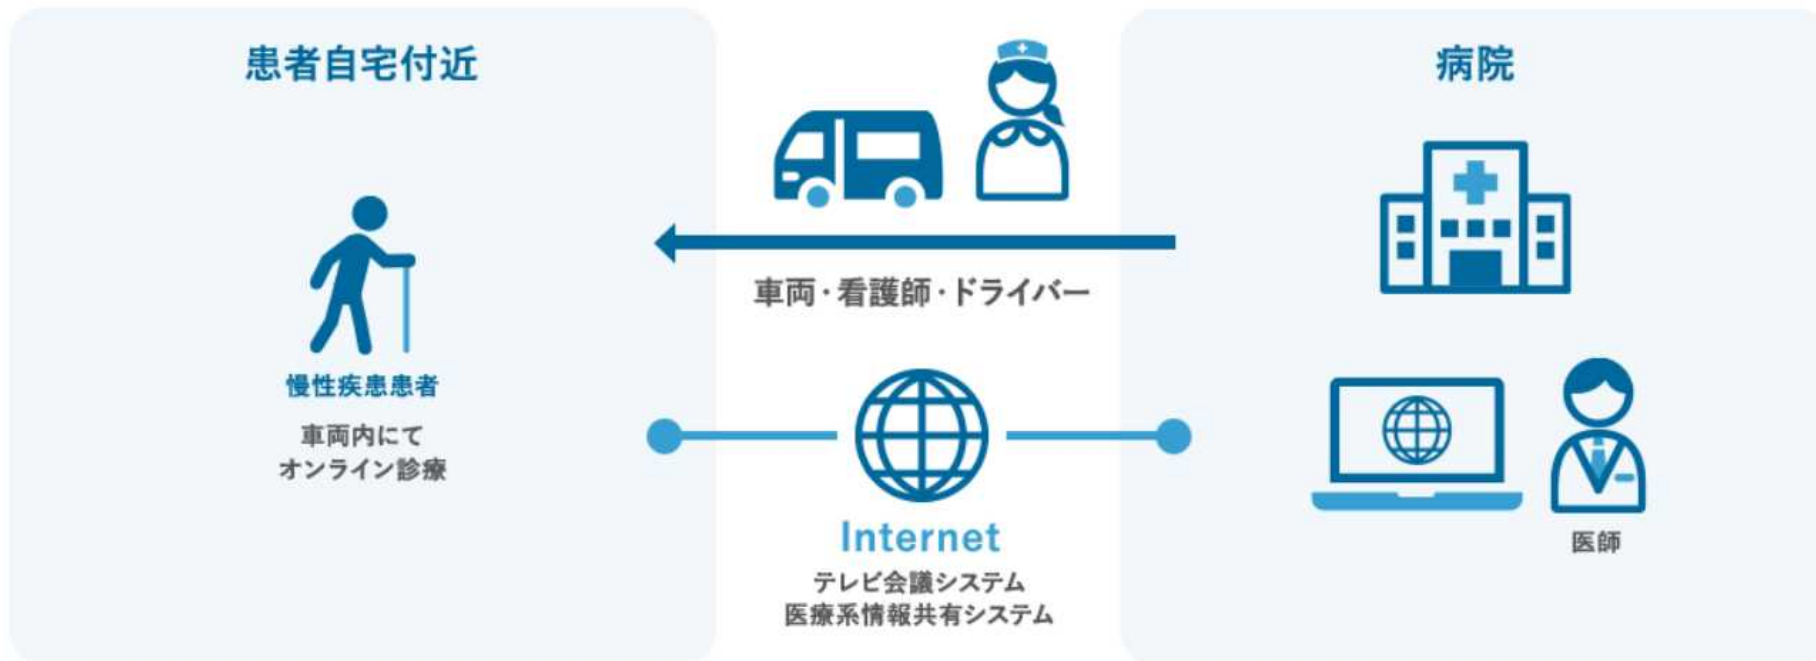 患者自宅付近
慢性疾患患者
車両内にて
オンライン診療
車両・看護師・ドライバー
Internet
テレビ会議システム
医療系情報共有システム
病院
医師